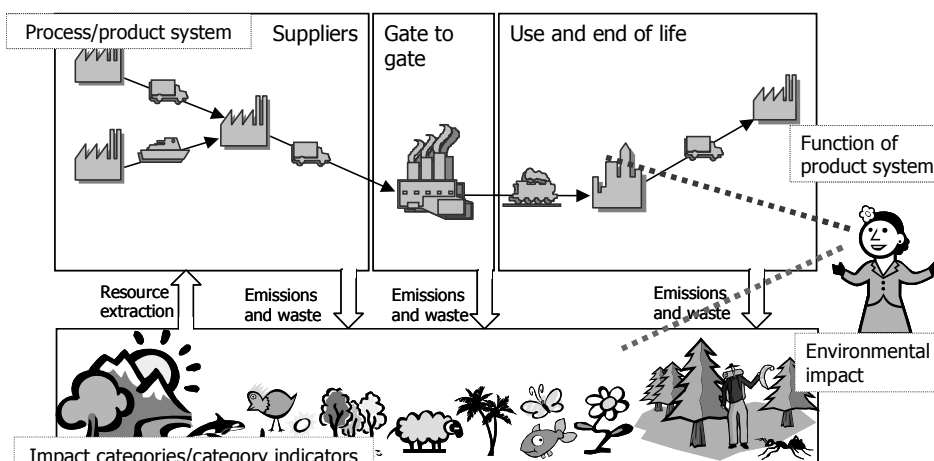 Process/product system
Suppliers
Gate to
gate
Use and end of life
Function of
product system
Resource
extraction
Emissions
and waste
Emissions
and waste
Emissions
and waste
Environmental
impact
Impact categories/category indicators